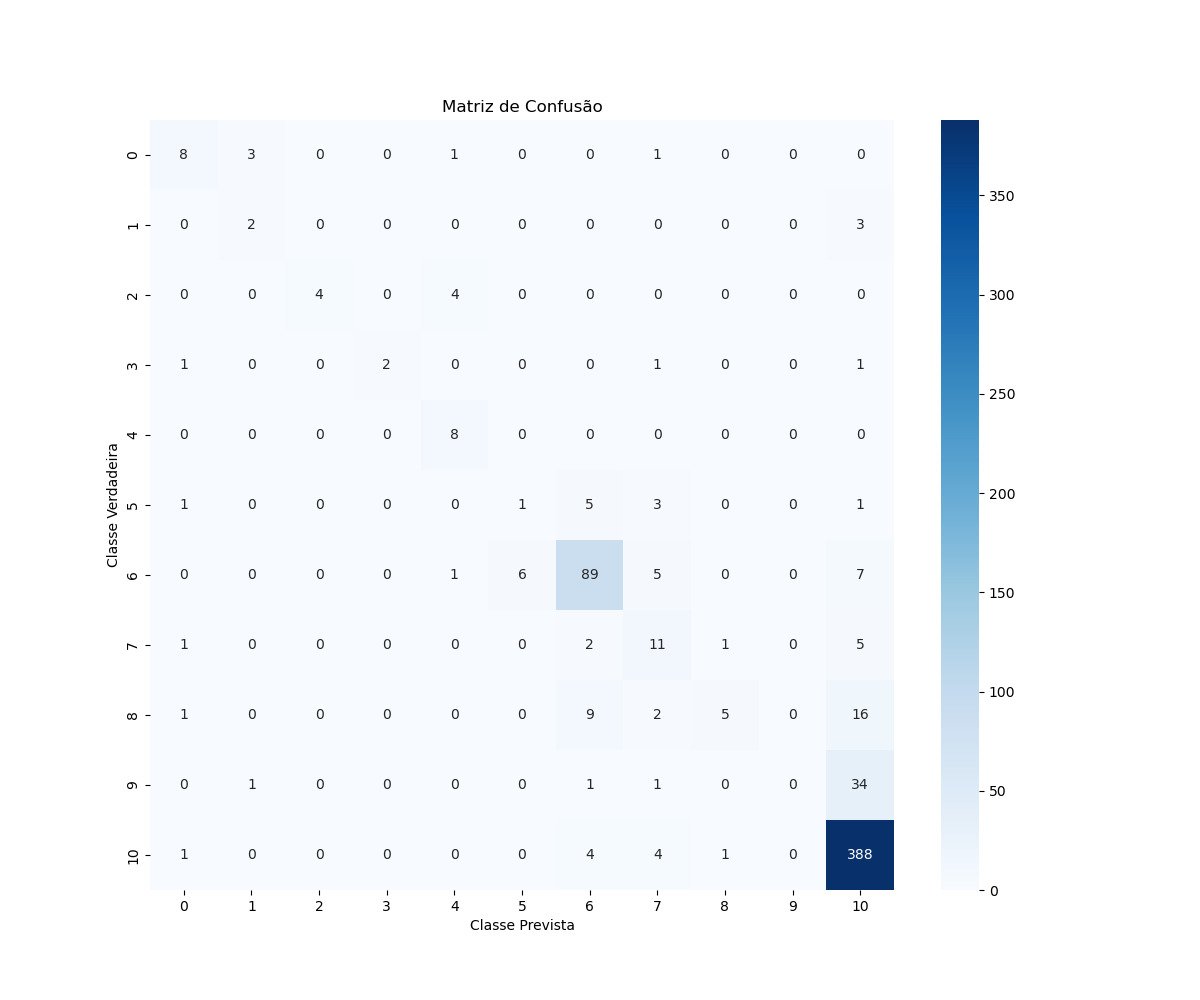 Matriz de Confusão
0 8 3 0 0 1 0 0 1 0 0 0
1 0 2 0 0 0 0 0 0 0 0 3
2 0 0 4 0 4 0 0 0 0 0 0
3 1 0 0 2 0 0 0 1 0 0 1
4 0 0 0 0 8 0 0 0 0 0 0
5 1 0 0 0 0 1 5 3 0 0 1
6 0 0 0 0 1 6 89 5 0 0 7
7 1 0 0 0 0 0 2 11 1 0 5
8 1 0 0 0 0 0 9 2 5 0 16
9 0 1 0 0 0 0 1 1 0 0 34
10 1 0 0 0 0 0 4 4 1 0 388
0 1 2 3 4 5 6 7 8 9 10
Classe Prevista
Classe Verdadeira
350
300
250
200
150
100
50
0